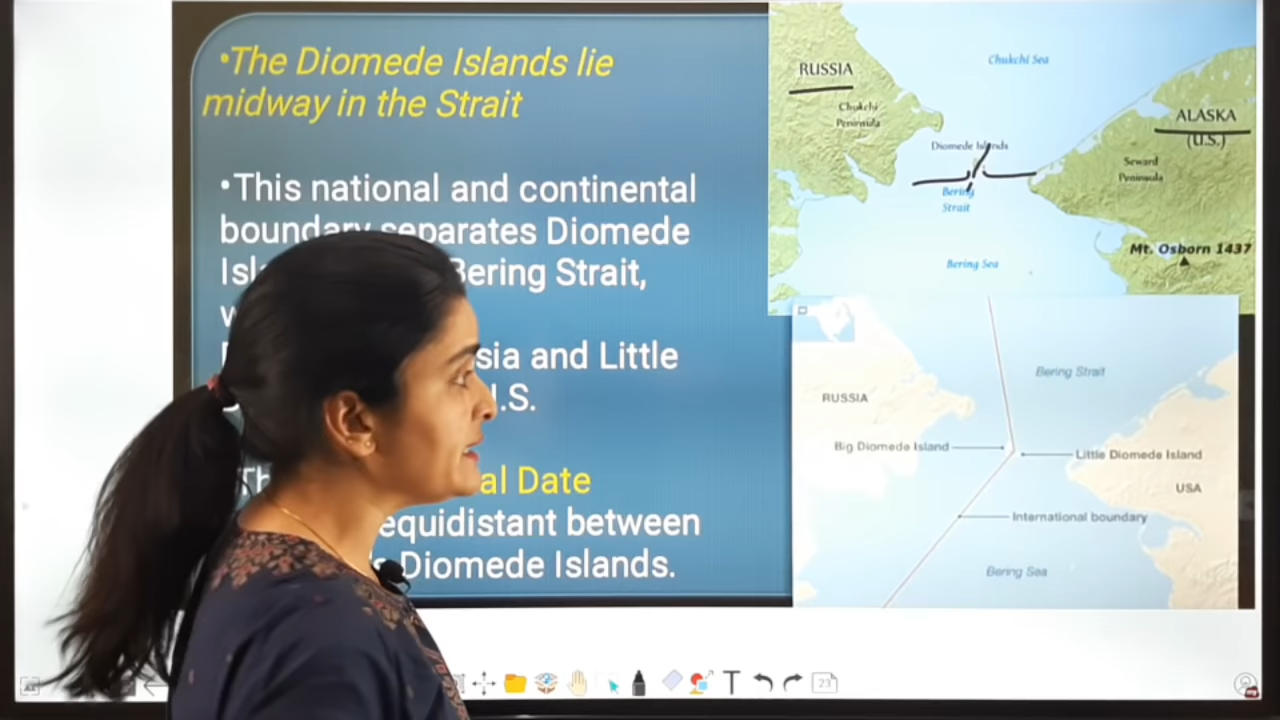 •The Diomede Islands lie
midway in the Strait
•This national and continental
boundary separates Diomede
Bering Strait,
and Little
equidistant between
Diomede Islands.
Date
RUSSIA
Chukchi
Peninsula
Chukchi Sea
ALASKA
(U.S.)
Diomede Islands
Seward
Peninsula
Bering
Strait
Mt. Osborn 1437
Bering Sea
Bering Strait
RUSSIA
Big Diomede Island
Little Diomede Island
USA
International boundary
Bering Sea
T
23